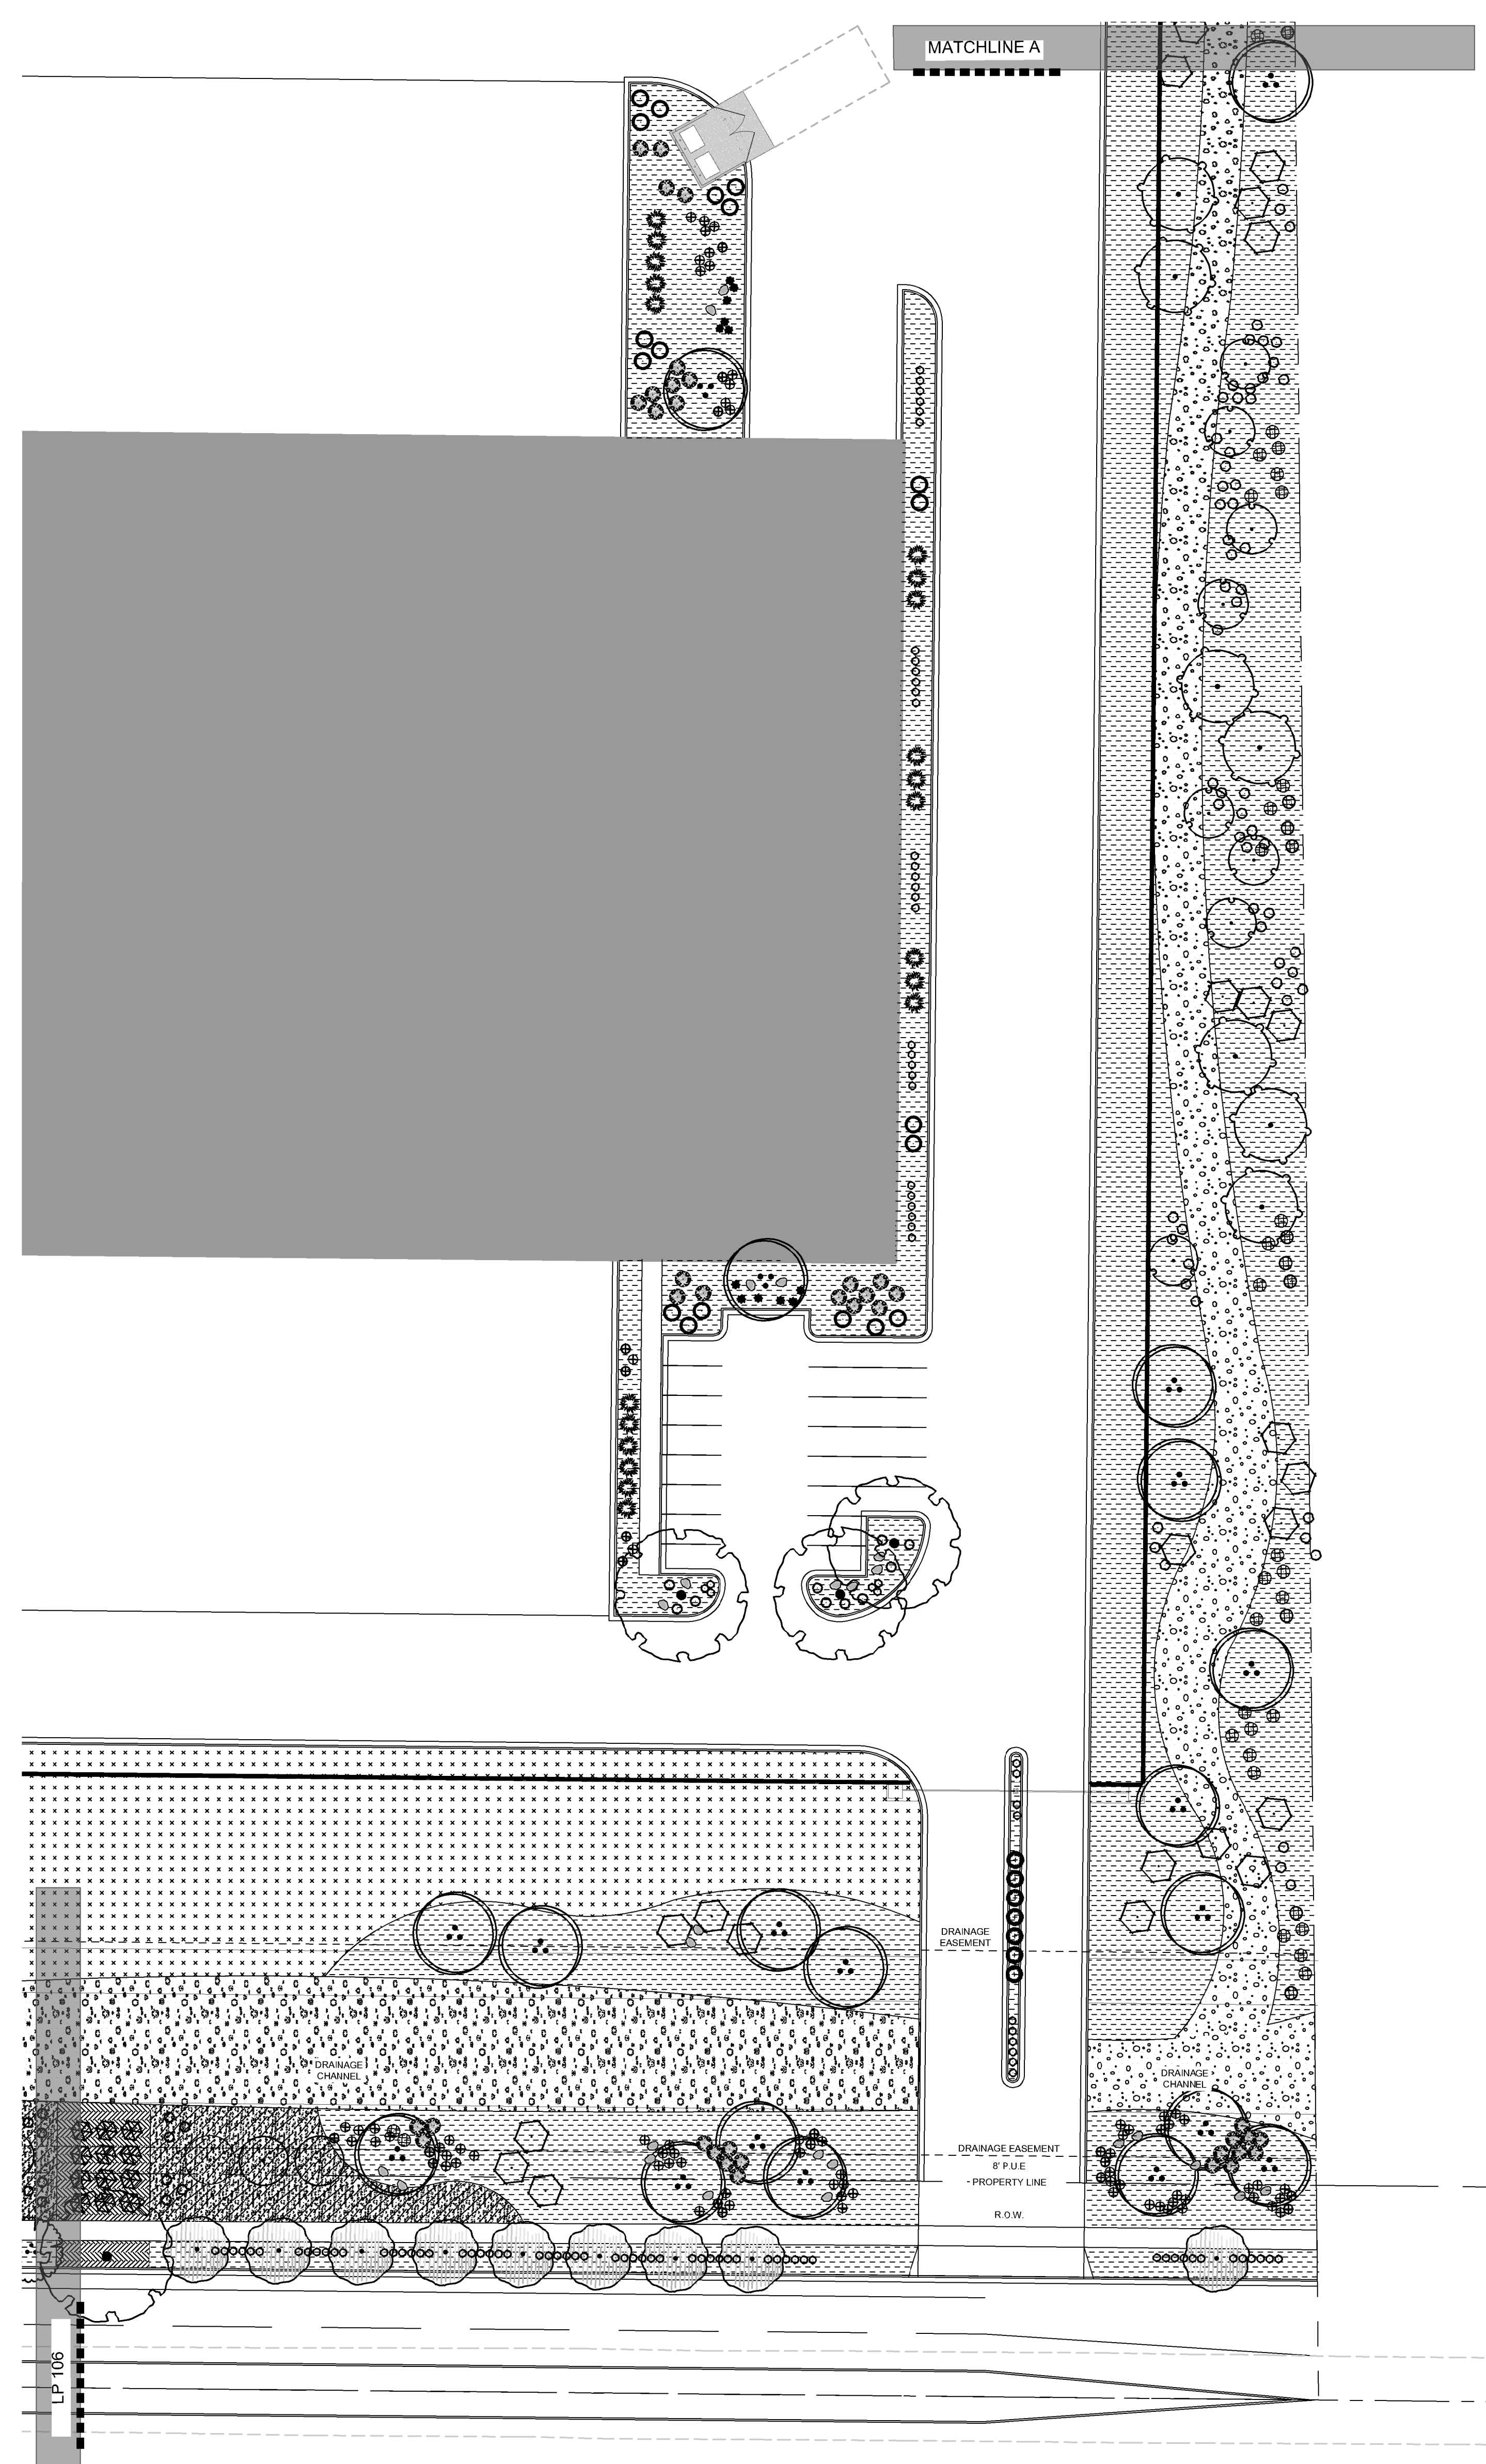 MATCHLINE A
DRAINAGE
EASEMENT
DRAINAGE
CHANNEL
DRAINAGE
CHANNEL
DRAINAGE EASEMENT
8' P.U.E
PROPERTY LINE
R.O.W.
LP 106